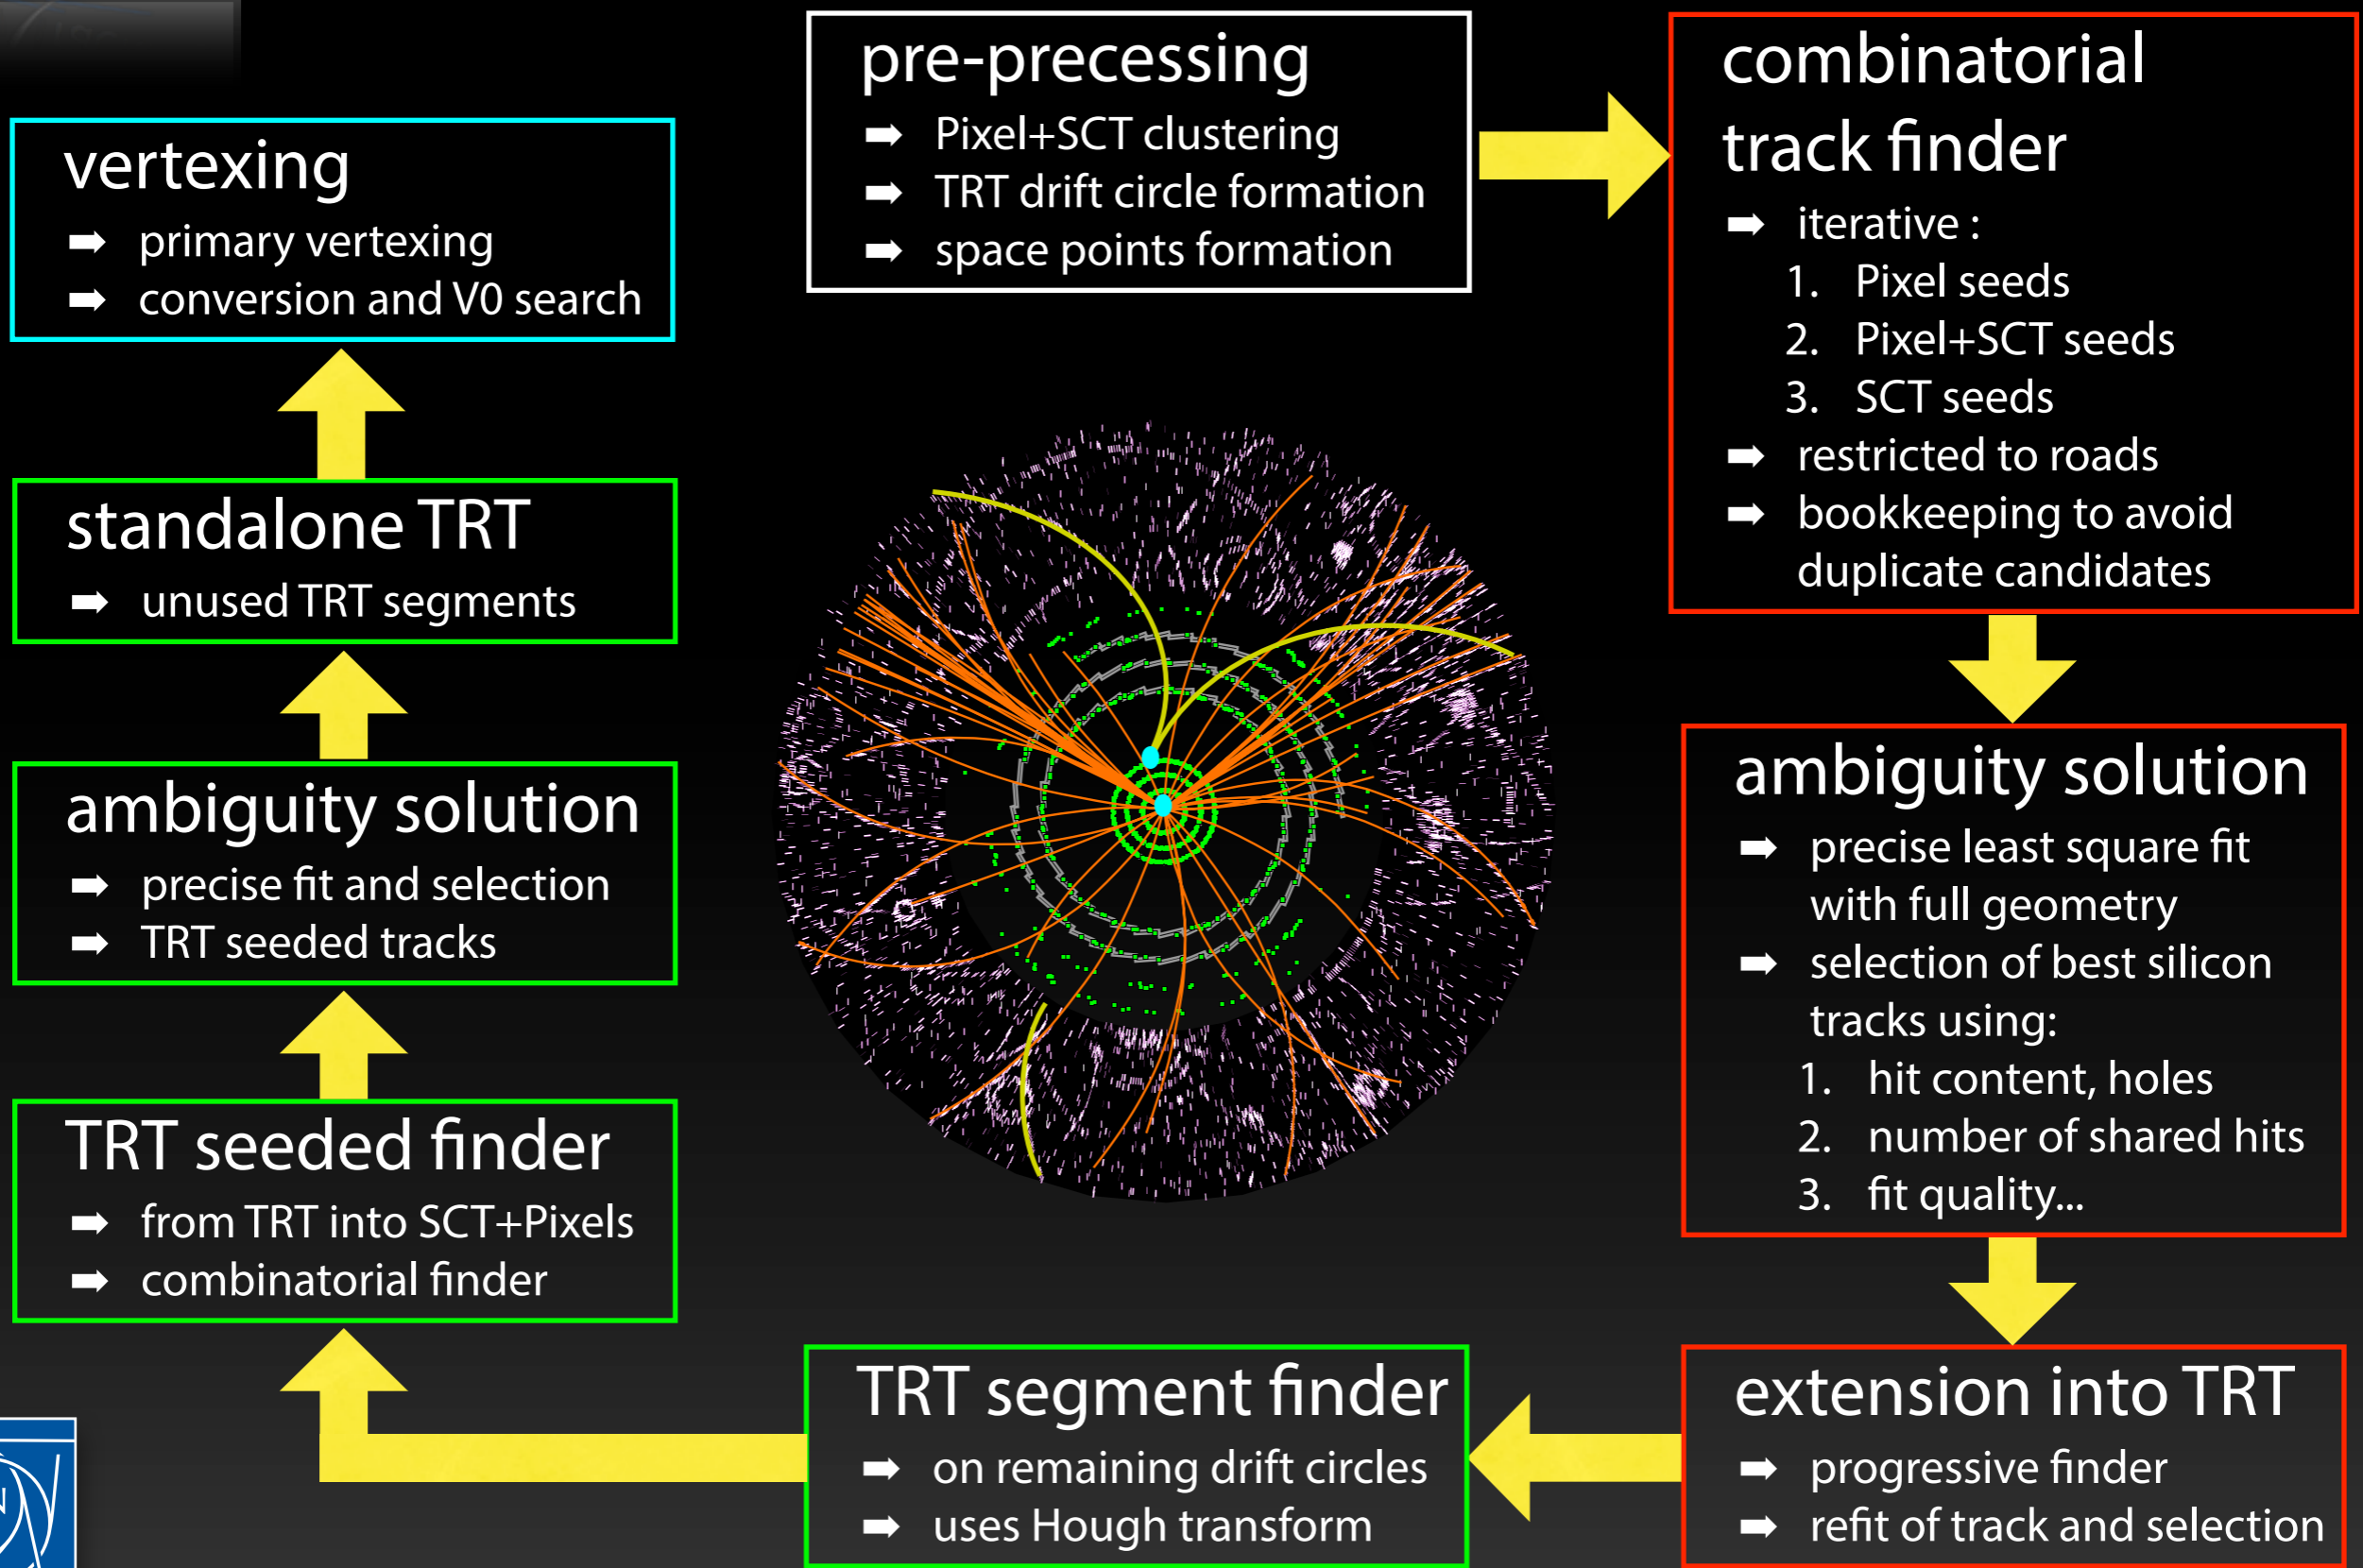 pre-precessing
➡ Pixel+SCT clustering
➡ TRT drift circle formation
➡ space points formation
combinatorial
track finder
➡ iterative :
1. Pixel seeds
2. Pixel+SCT seeds
3. SCT seeds
➡ restricted to roads
➡ bookkeeping to avoid
duplicate candidates
ambiguity solution
➡ precise least square fit
with full geometry
➡ selection of best silicon
tracks using:
1. hit content, holes
2. number of shared hits
3. fit quality...
extension into TRT
➡ progressive finder
➡ refit of track and selection
TRT segment finder
➡ on remaining drift circles
➡ uses Hough transform
TRT seeded finder
➡ from TRT into SCT+Pixels
➡ combinatorial finder
ambiguity solution
➡ precise fit and selection
➡ TRT seeded tracks
standalone TRT
➡ unused TRT segments
vertexing
➡ primary vertexing
➡ conversion and V0 search